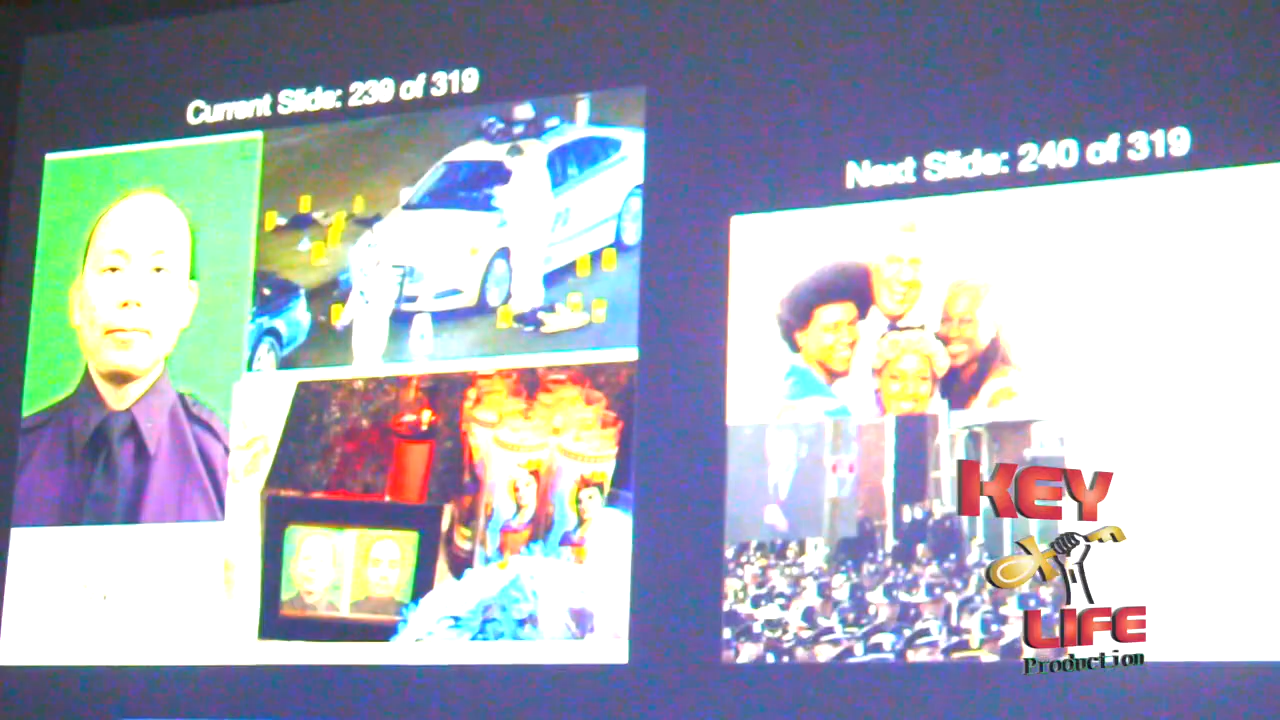 Current Slide: 239 of 319
Next Slide: 240 of 319
KEY
LIFE
Production